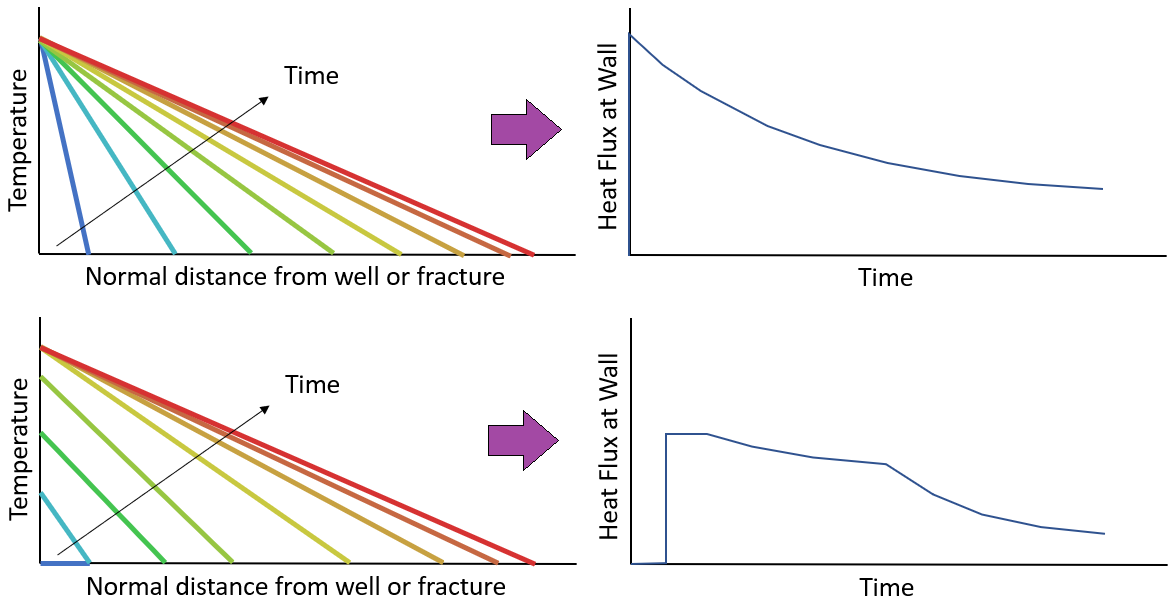 Temperature
Time
Normal distance from well or fracture
Heat Flux at Wall
Time
Temperature
Time
Normal distance from well or fracture
Heat Flux at Wall
Time